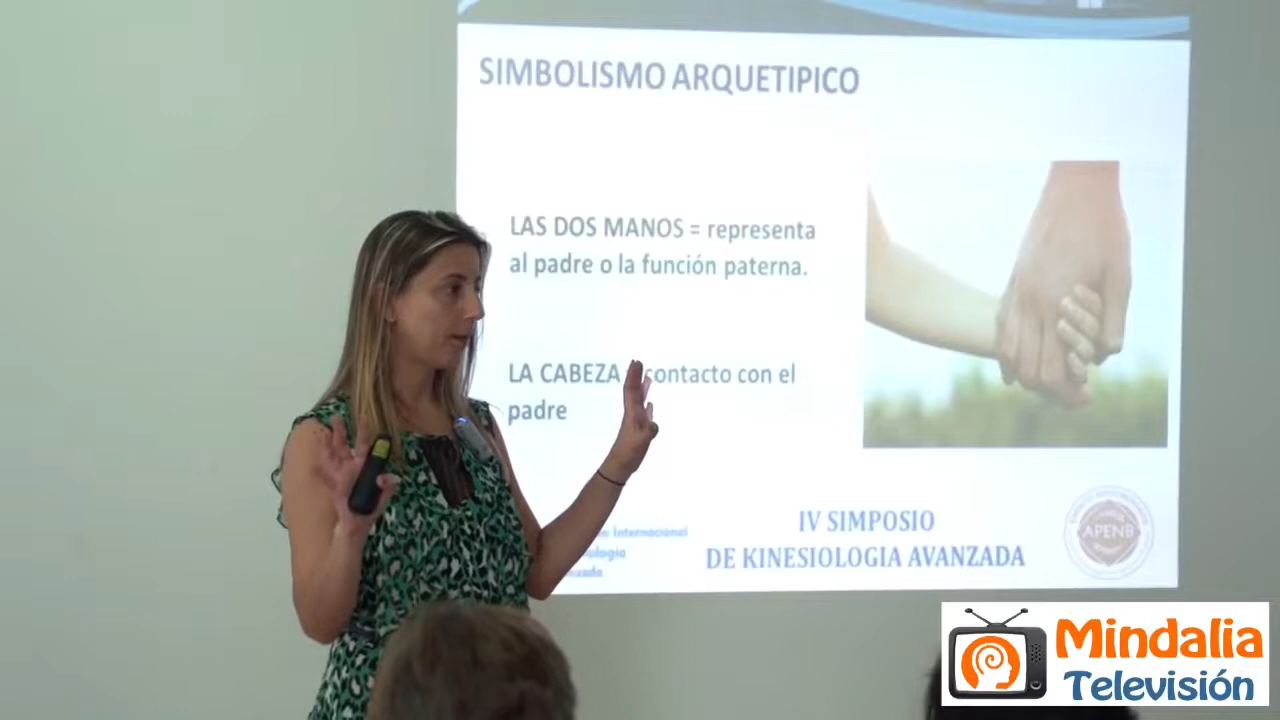 SIMBOLISMO ARQUETIPICO
LAS DOS MANOS = representa
al padre o la función paterna.
LA CABEZA contacto con el
padre
Internacional
IV SIMPOSIO
DE KINESIOLOGIA AVANZADA
APENB
Mindalia
Televisión